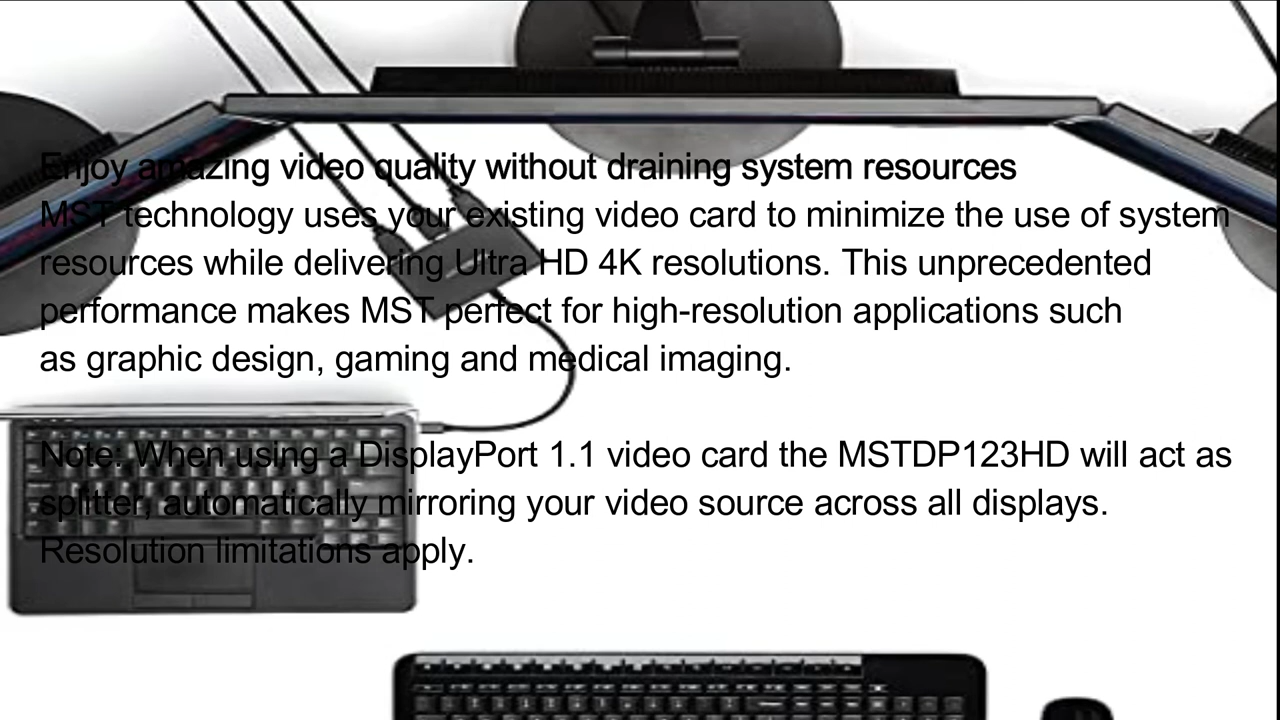 Enjoy amazing video quality without draining system resources
MST technology uses your existing video card to minimize the use of system
resources while delivering Ultra HD 4K resolutions. This unprecedented
performance makes MST perfect for high-resolution applications such
as graphic design, gaming and medical imaging.
Note: When using a DisplayPort 1.1 video card the MSTDP123HD will act as
splitter, automatically mirroring your video source across all displays.
Resolution limitations apply.